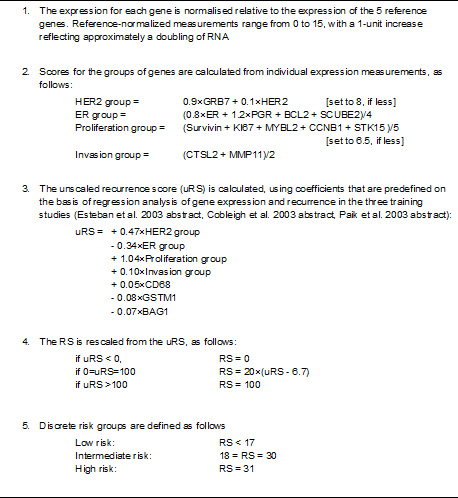 1. The expression for each gene is normalised relative to the expression of the 5 reference
genes. Reference-normalized measurements range from 0 to 15, with a 1-unit increase
reflecting approximately a doubling of RNA
2. Scores for the groups of genes are calculated from individual expression measurements, as
follows:
HER2 group = 0.9×GRB7 + 0.1×HER2 [set to 8, if less]
ER group = (0.8×ER + 1.2×PGR + BCL2 + SCUBE2)/4
Proliferation group = (Survivin + KI67 + MYBL2 + CCNB1 + STK15)/5
[set to 6.5, if less]
Invasion group = (CTSL2 + MMP11)/2
3. The unscaled recurrence score (uRS) is calculated, using coefficients that are predefined on
the basis of regression analysis of gene expression and recurrence in the three training
studies (Esteban et al. 2003 abstract, Cobleigh et al. 2003 abstract, Paik et al. 2003 abstract):
uRS = + 0.47×HER2 group
- 0.34×ER group
+ 1.04×Proliferation group
+ 0.10×Invasion group
+ 0.05×CD68
- 0.08×GSTM1
- 0.07×BAG1
4. The RS is rescaled from the uRS, as follows:
if uRS < 0, RS = 0
if 0=uRS=100 RS = 20×(uRS - 6.7)
if uRS >100 RS = 100
5. Discrete risk groups are defined as follows
Low risk: RS < 17
Intermediate risk: 18 = RS = 30
High risk: RS = 31